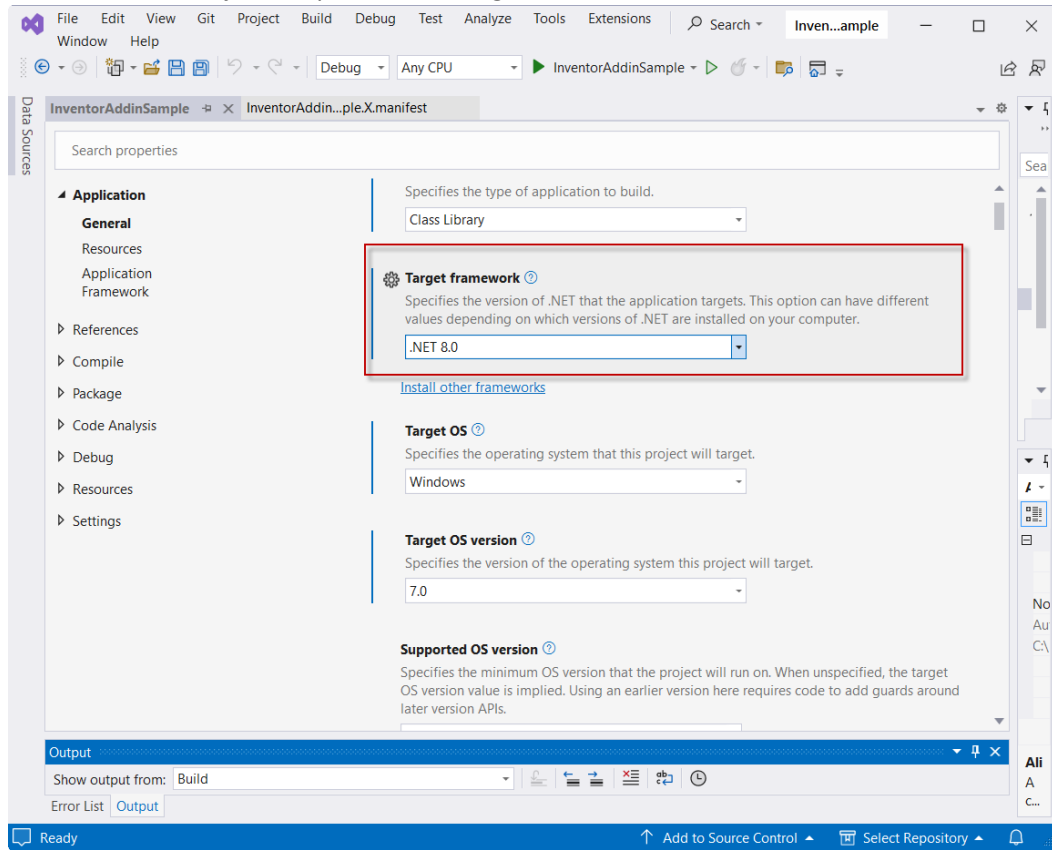 File Edit View Git Project Build Debug Test Analyze Tools Extensions Search Inven...ample
Window Help
Debug Any CPU InventorAddinSample
Data Sources
InventorAddinSample InventorAddin...ple.X.manifest
Search properties
Sea
Application
General
Resources
Application
Framework
References
Compile
Package
Code Analysis
Debug
Resources
Settings
Specifies the type of application to build.
Class Library
Target framework
Specifies the version of .NET that the application targets. This option can have different
values depending on which versions of .NET are installed on your computer.
.NET 8.0
Install other frameworks
Target OS
Specifies the operating system that this project will target.
Windows
Target OS version
Specifies the version of the operating system this project will target.
7.0
Supported OS version
Specifies the minimum OS version that the project will run on. When unspecified, the target
OS version value is implied. Using an earlier version here requires code to add guards around
later version APIs.
No
Au
C:\
Ali
A
c...
Output
Show output from: Build
Error List Output
Ready Add to Source Control Select Repository